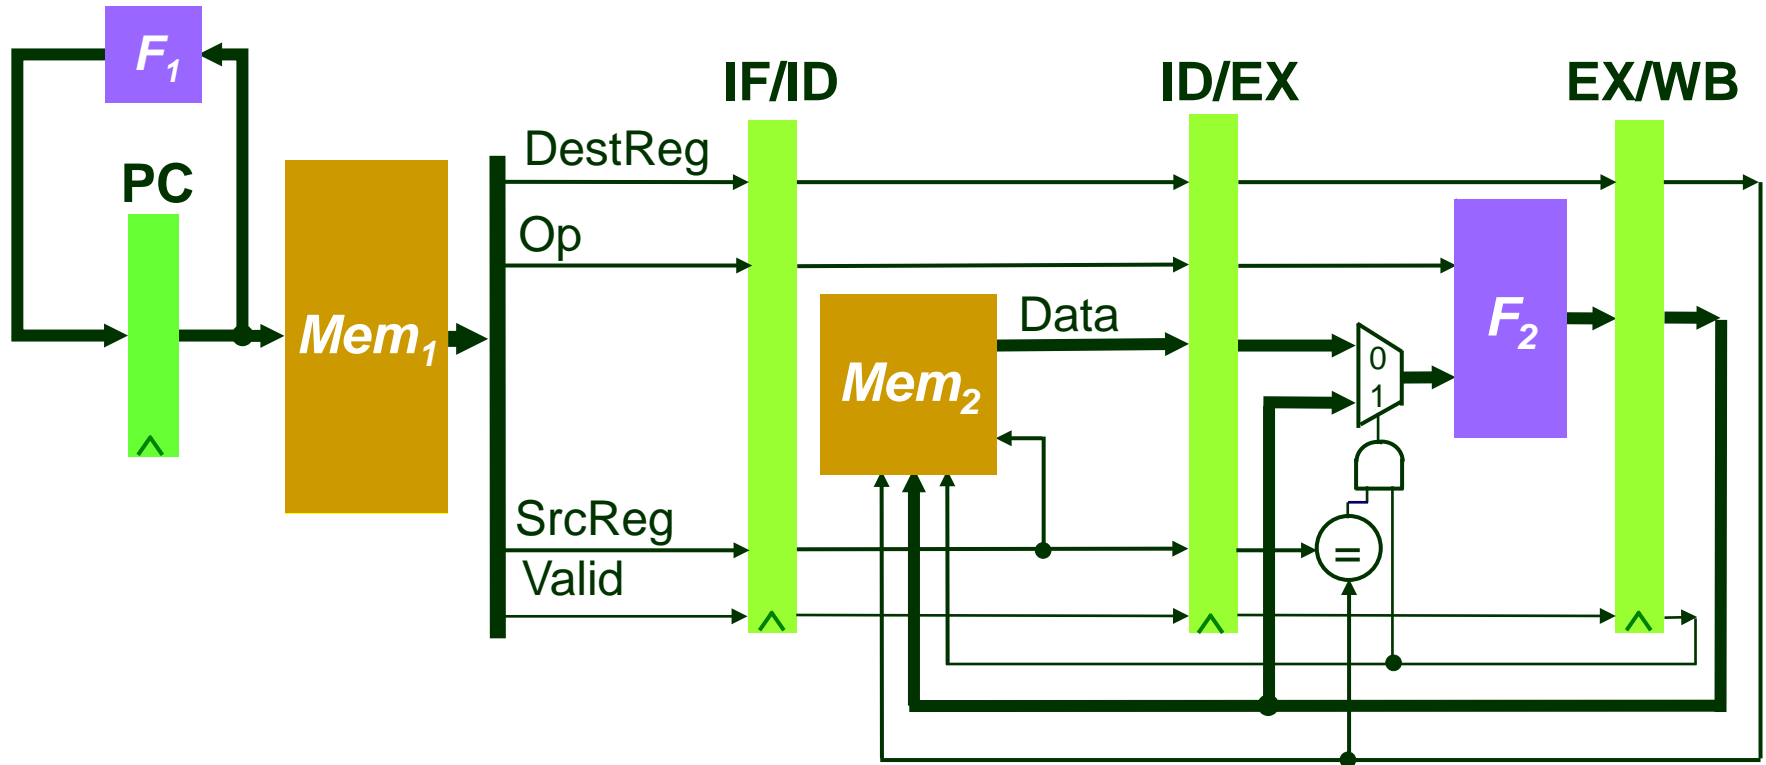 F1
IF/ID
ID/EX
EX/WB
DestReg
PC
Op
Data
Mem1
Mem2
0
1
F2
SrcReg
=
Valid